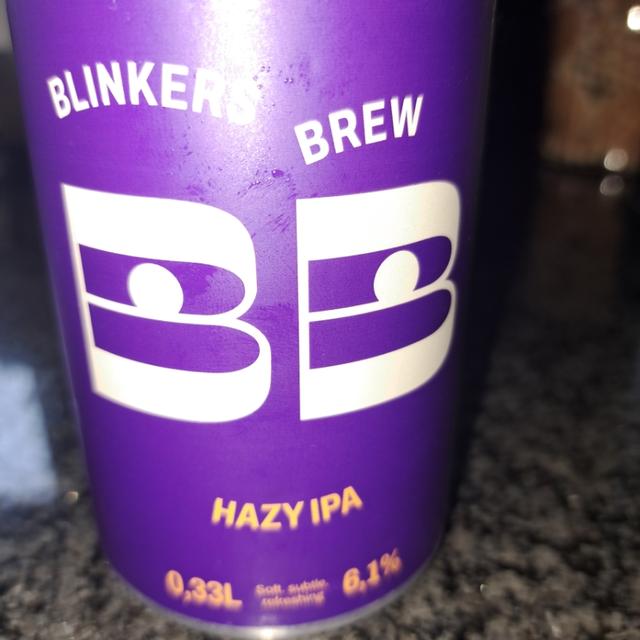 BLINKERS BREW
BB
HAZY IPA
0,33L Soft, subtle, 6,1%
refreshing